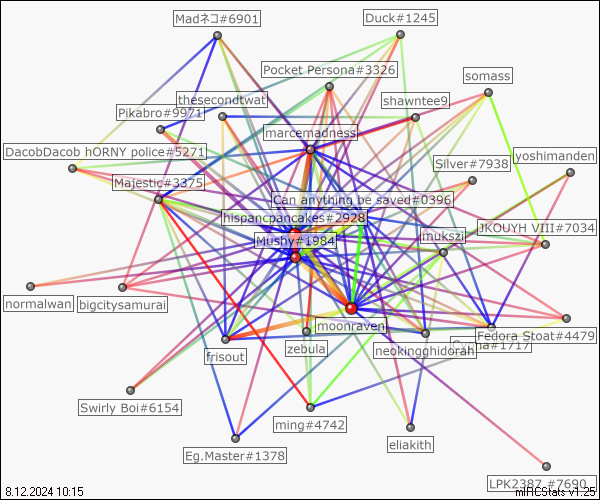 Madネコ#6901
Duck#1245
Pocket Persona#3326
somass
thesecondtwat
shawntee9
Pikabro#9971
marcemadness
DacobDacob hORNY police#5271
Silver#7938
yoshimanden
Majestic#3375
Can anything be saved#0396
hispancpancakes#2928
JKOUYH VIII#7034
Mushy#1984
mukszi
normalwan
bigcitysamurai
moonraven
Fedora Stoat#4479
zebula
neokingghidorah
#1717
frisout
Swirly Boi#6154
ming#4742
eliakith
Eg.Master#1378
LPK2387 #7690
8.12.2024 10:15
mIRCStats v1.25